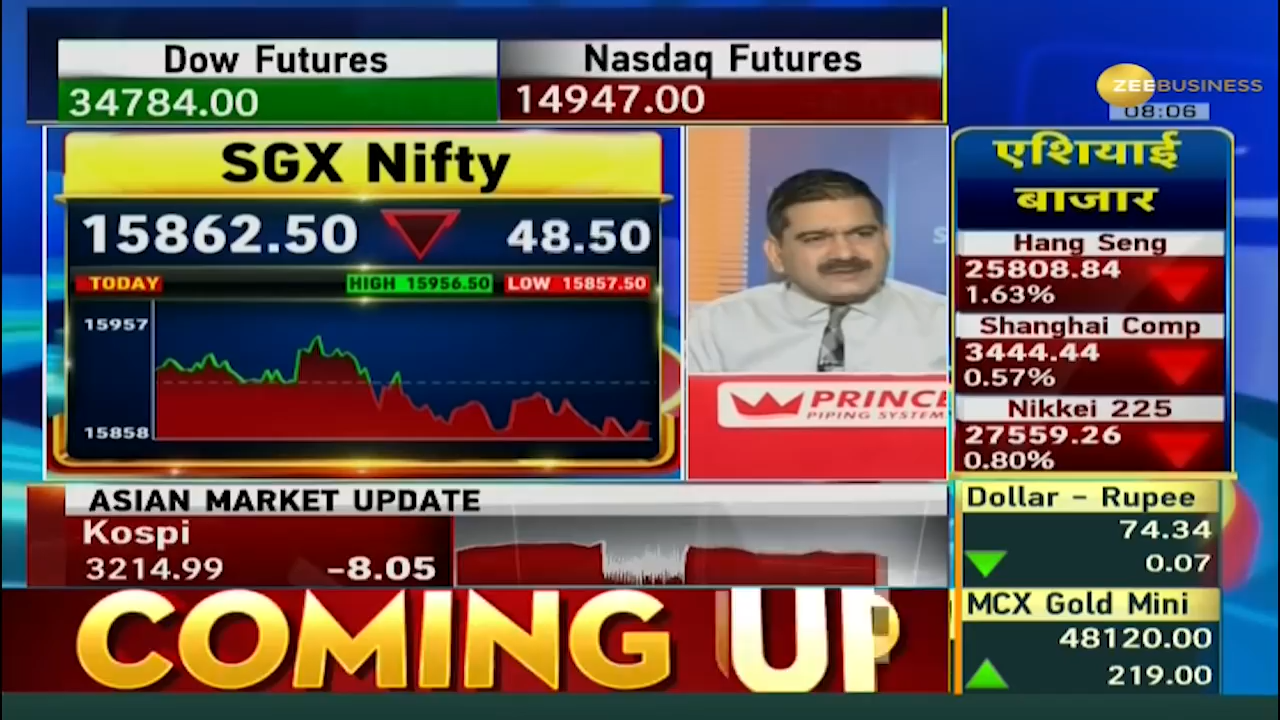 Dow Futures
34784.00
Nasdaq Futures
14947.00
ZEEBUSINESS
08:06
SGX Nifty
15862.50
48.50
TODAY
HIGH 15956.50
LOW 15857.50
15957
15858
PRINCE
PIPING SYSTEM
एशियाई
बाजार
Hang Seng
25808.84
1.63%
Shanghai Comp
3444.44
0.57%
Nikkei 225
27559.26
0.80%
ASIAN MARKET UPDATE
Kospi
3214.99
-8.05
Dollar - Rupee
74.34
0.07
MCX Gold Mini
48120.00
219.00
COMING UP